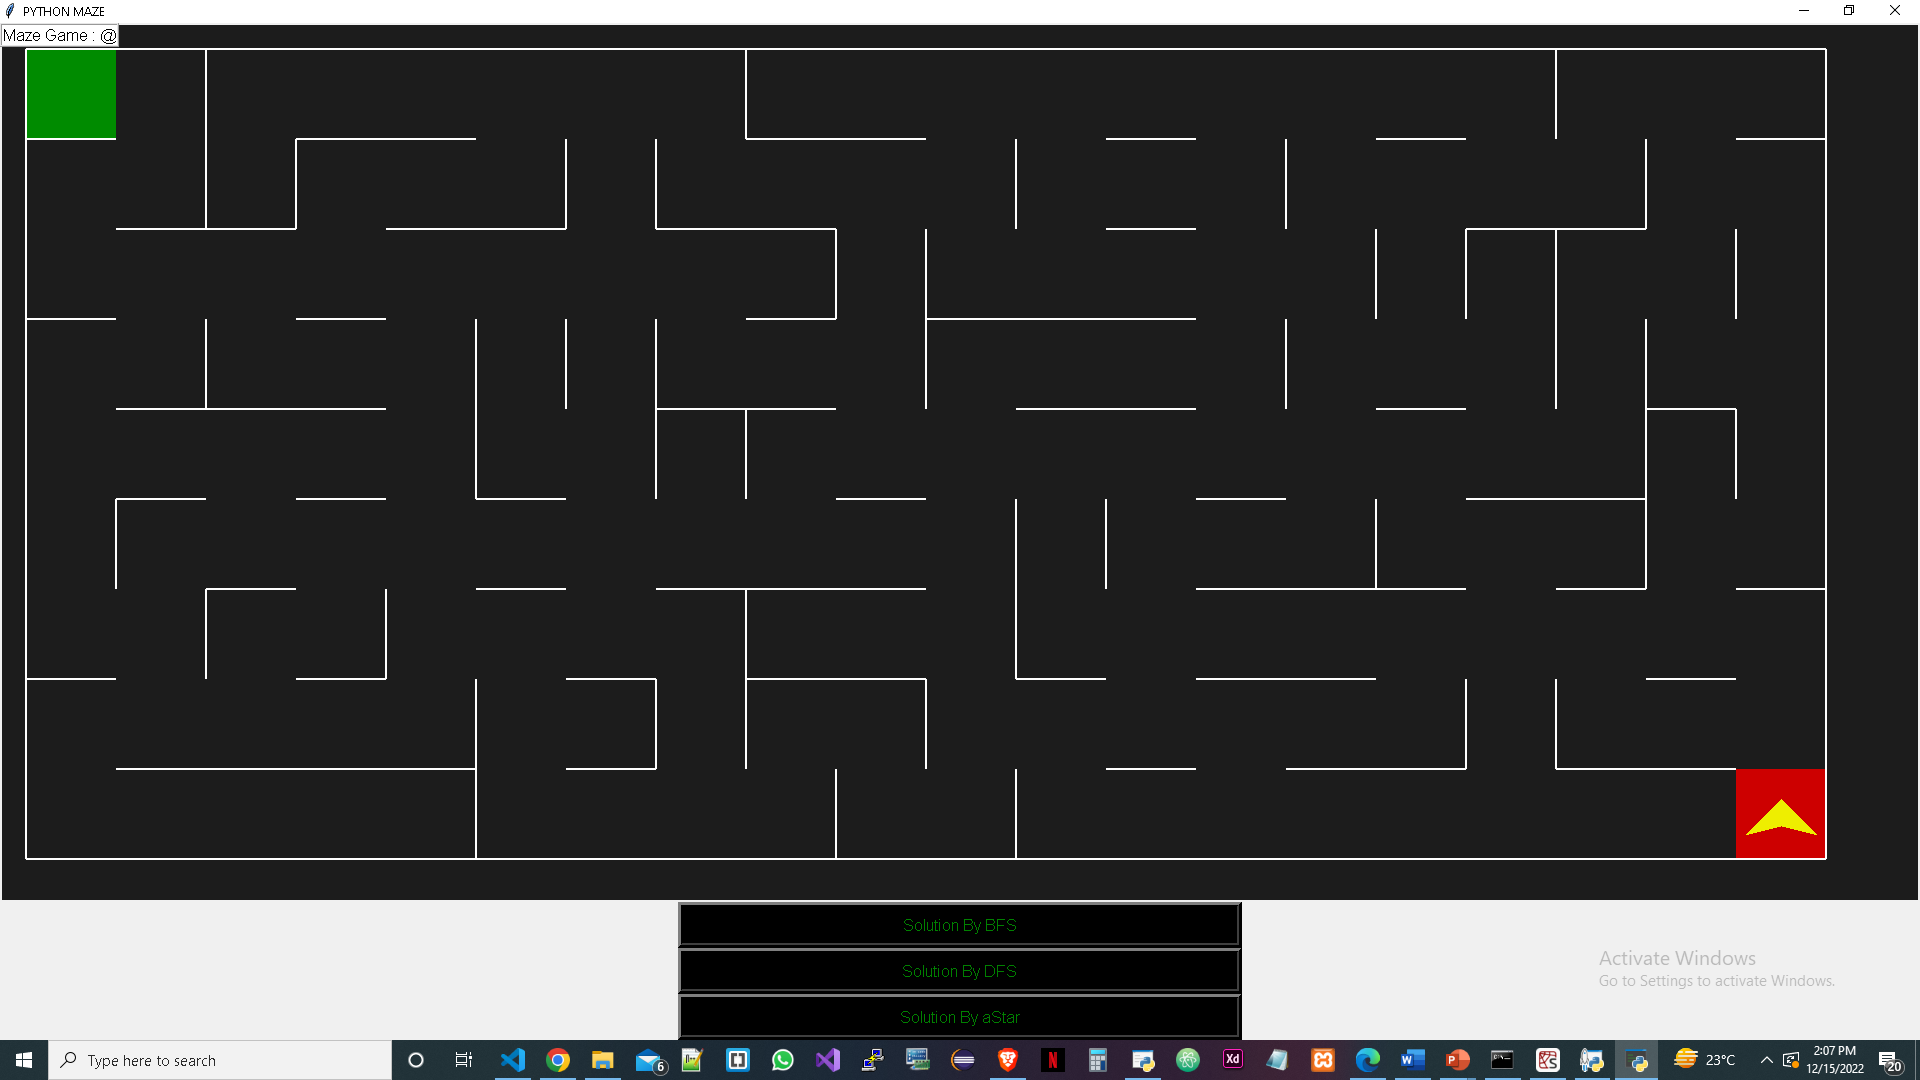 PYTHON MAZE
Maze Game : @
Solution By BFS
Solution By DFS
Solution By aStar
Activate Windows
Go to Settings to activate Windows.
Type here to search
6
N
Xd
W
P
23°C
2:07 PM
12/15/2022
20